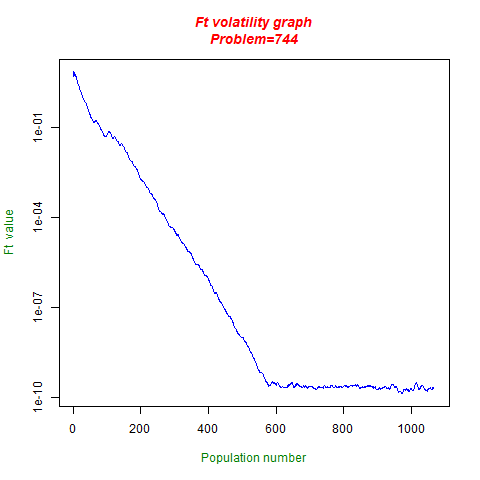 Ft volatility graph
Problem=744
1e-01
1e-04
1e-07
1e-10
Ft value
0 200 400 600 800 1000
Population number